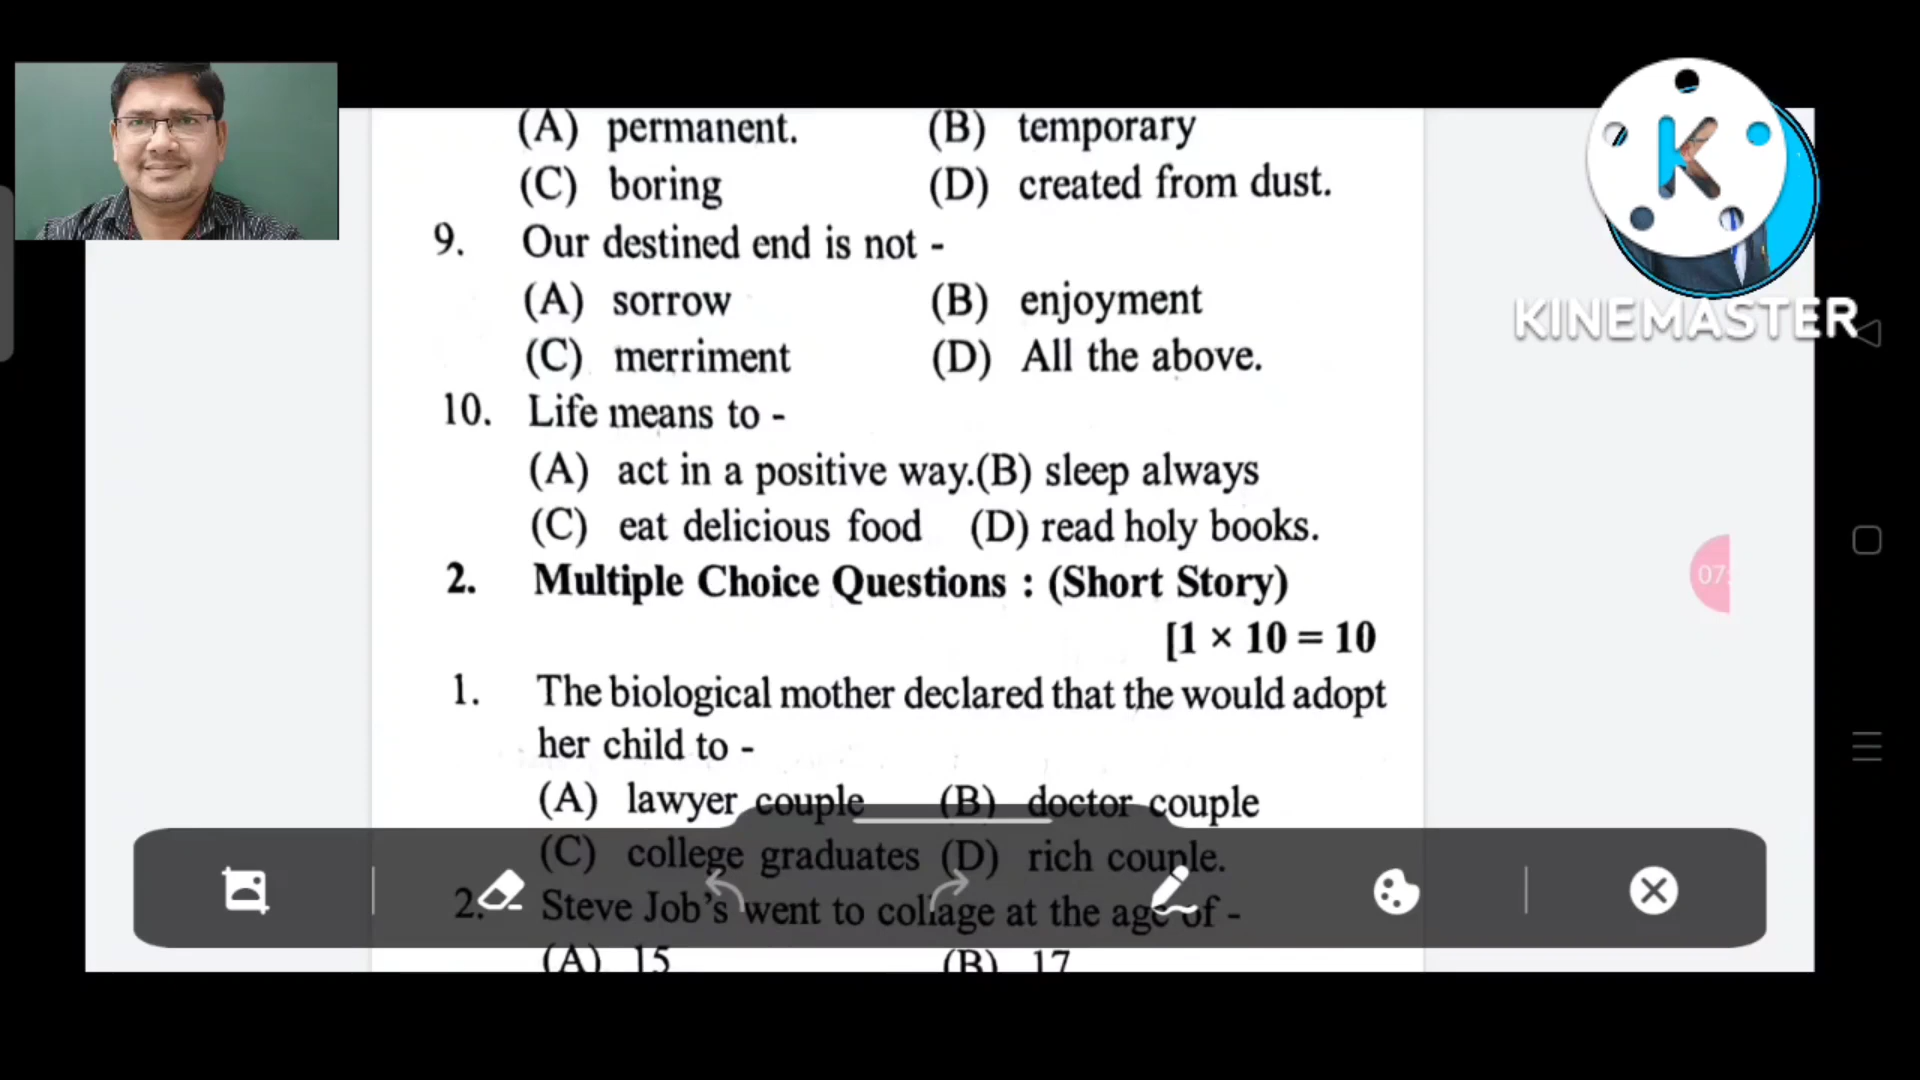 (A) permanent. (B) temporary
(C) boring (D) created from dust.
9. Our destined end is not -
(A) sorrow (B) enjoyment
(C) merriment (D) All the above.
10. Life means to -
(A) act in a positive way.(B) sleep always
(C) eat delicious food (D) read holy books.
2. Multiple Choice Questions : (Short Story)
[1 × 10 = 10
1. The biological mother declared that the would adopt
her child to -
(A) lawyer couple (B) doctor couple
(C) college graduates (D) rich couple.
2. Steve Job's went to collage at the age of -
(A) 15 (B) 17
K
KINEMASTER
07: